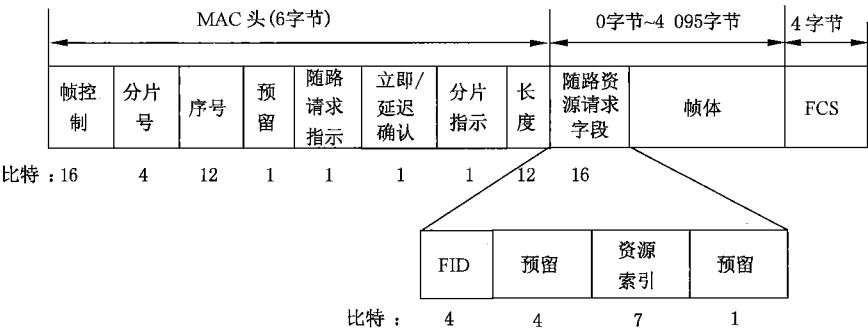 MAC 头(6字节)
0字节~4 095字节
4 字节
帧控
制
分片
号
序号
预
留
随路
请求
指示
立即/
延迟
确认
分片
指示
长
度
随路资
源请求
字段
帧体
FCS
比特 :16 4 12 1 1 1 1 12 16
FID
预留
资源
索引
预留
比特 : 4 4 7 1